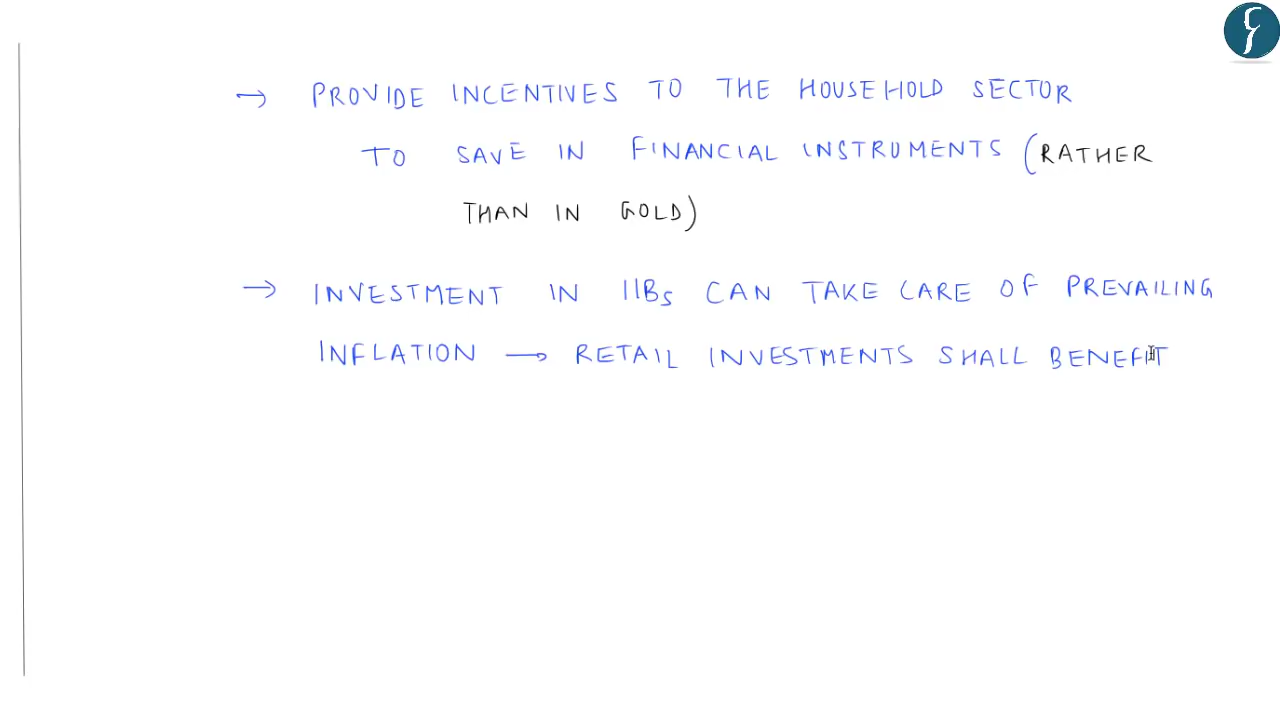 → PROVIDE INCENTIVES TO THE HOUSEHOLD SECTOR
TO SAVE IN FINANCIAL INSTRUMENTS (RATHER
THAN IN GOLD)
→ INVESTMENT IN IIBS CAN TAKE CARE OF PREVAILING
INFLATION → RETAIL INVESTMENTS SHALL BENEFIT